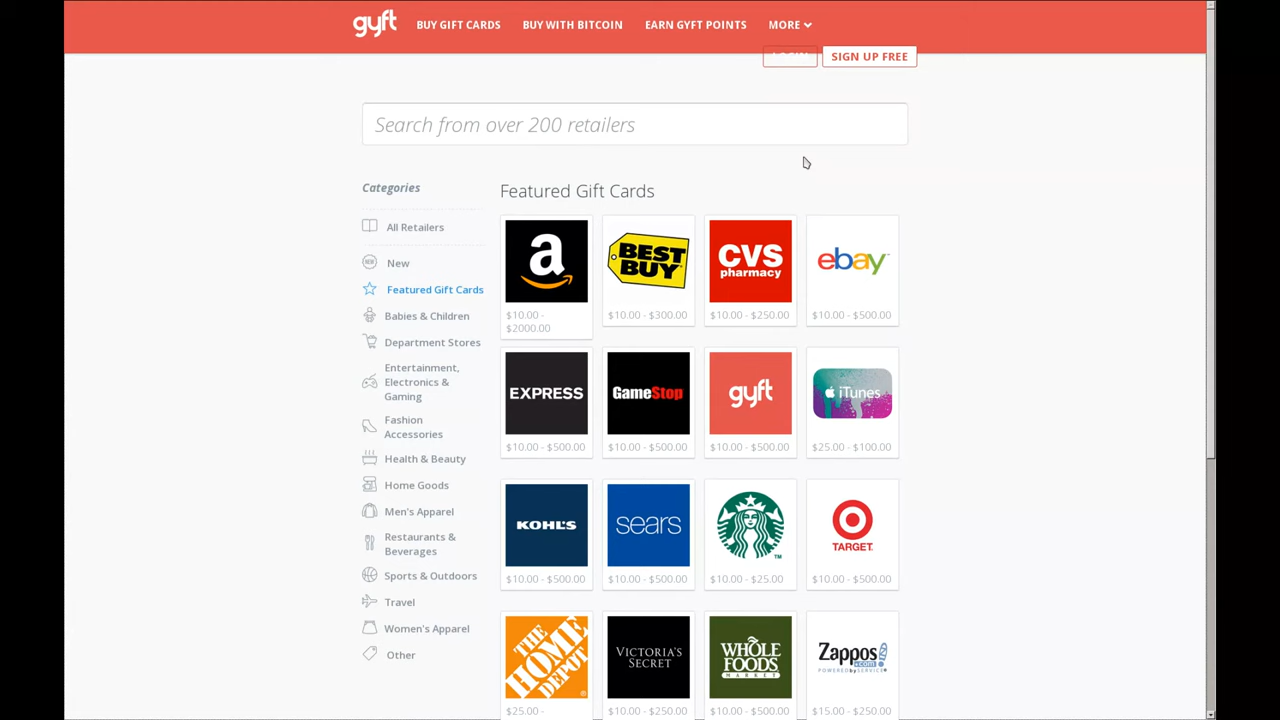 gyft BUY GIFT CARDS BUY WITH BITCOIN EARN GYFT POINTS MORE
LOGIN SIGN UP FREE
Search from over 200 retailers
Categories
All Retailers
New
Featured Gift Cards
Babies & Children
Department Stores
Entertainment,
Electronics &
Gaming
Fashion
Accessories
Health & Beauty
Home Goods
Men's Apparel
Restaurants &
Beverages
Sports & Outdoors
Travel
Women's Apparel
Other
Featured Gift Cards
a
$10.00 -
$2000.00
BEST
BUY
$10.00 - $300.00
CVS
pharmacy
$10.00 - $250.00
ebay
$10.00 - $500.00
EXPRESS
$10.00 - $500.00
GameStop
$10.00 - $500.00
gyft
$10.00 - $500.00
iTunes
$25.00 - $100.00
KOHL'S
$10.00 - $500.00
sears
$10.00 - $500.00
TM
$10.00 - $25.00
TARGET
$10.00 - $500.00
THE
HOME
DEPOT
$25.00 -
VICTORIA'S
SECRET
$10.00 - $250.00
WHOLE
FOODS
MARKET
$10.00 - $500.00
Zappos
.com
POWERED by SERVICE
$15.00 - $250.00